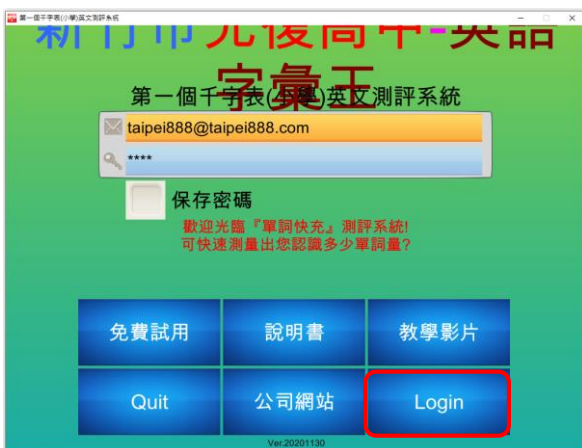 第一個千字表(小學)英文測評系統
新竹市光復高中-英語
字彙王
第一個千字表(小學)英文測評系統
taipei888@taipei888.com
****
保存密碼
歡迎光臨『單詞快充』測評系統!
可快速測量出您認識多少單詞量?
免費試用 說明書 教學影片
Quit 公司網站 Login
Ver.20201130